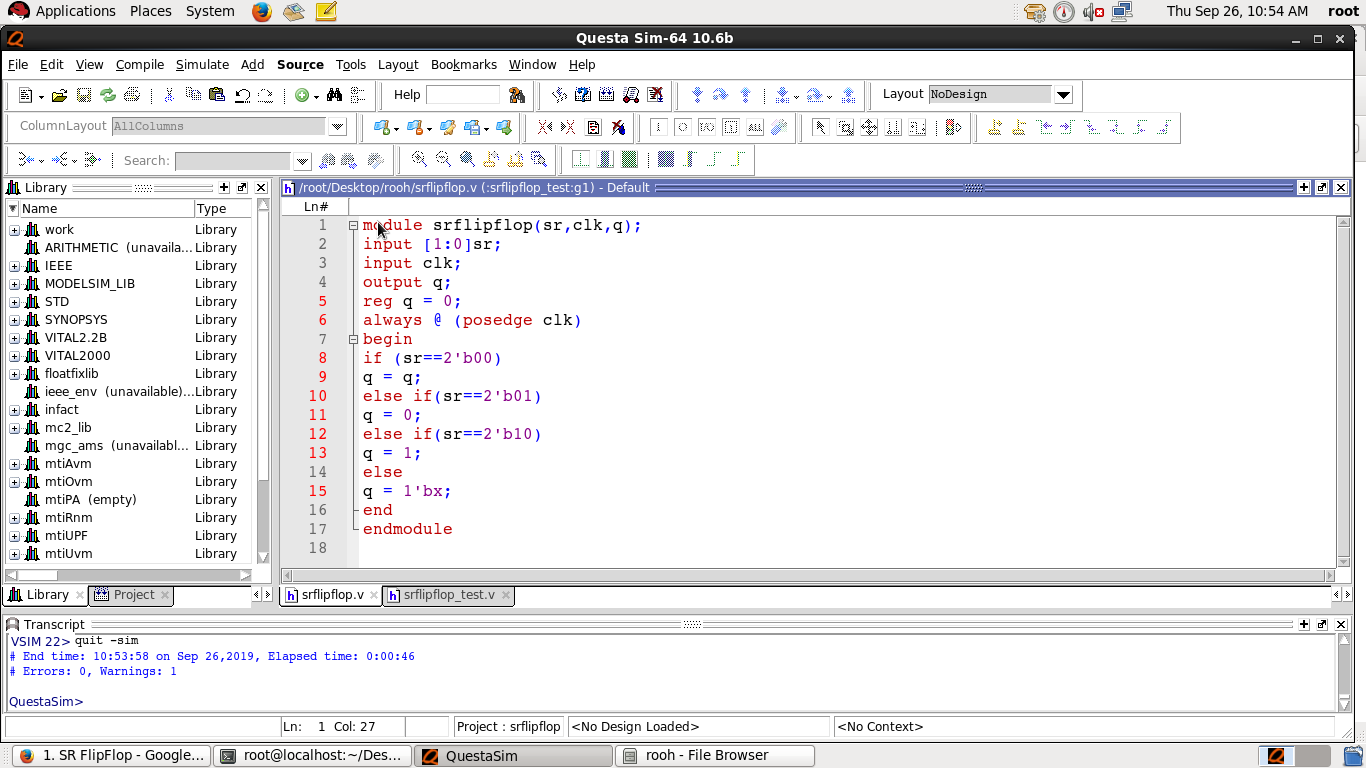 Applications Places System Thu Sep 26, 10:54 AM root
Questa Sim-64 10.6b
File Edit View Compile Simulate Add Source Tools Layout Bookmarks Window Help
Help Layout NoDesign
ColumnLayout AllColumns
Search:
Library
Name Type
work Library
ARITHMETIC (unavaila... Library
IEEE Library
MODELSIM_LIB Library
STD Library
SYNOPSYS Library
VITAL2.2B Library
VITAL2000 Library
floatfixlib Library
ieee_env (unavailable)... Library
infact Library
mc2_lib Library
mgc_ams (unavailabl... Library
mtiAvm Library
mtiOvm Library
mtiPA (empty) Library
mtiRnm Library
mtiUPF Library
mtiUvm Library
Library Project
/root/Desktop/rooh/srflipflop.v (:srflipflop_test:g1) - Default
Ln#
1 module srflipflop(sr,clk,q);
2 input [1:0]sr;
3 input clk;
4 output q;
5 reg q = 0;
6 always @ (posedge clk)
7 begin
8 if (sr==2'b00)
9 q = q;
10 else if(sr==2'b01)
11 q = 0;
12 else if(sr==2'b10)
13 q = 1;
14 else
15 q = 1'bx;
16 end
17 endmodule
18
srflipflop.v srflipflop_test.v
Transcript
VSIM 22> quit -sim
# End time: 10:53:58 on Sep 26,2019, Elapsed time: 0:00:46
# Errors: 0, Warnings: 1
QuestaSim>
Ln: 1 Col: 27 Project : srflipflop <No Design Loaded> <No Context>
1. SR FlipFlop - Google... root@localhost:~/Des... QuestaSim rooh - File Browser